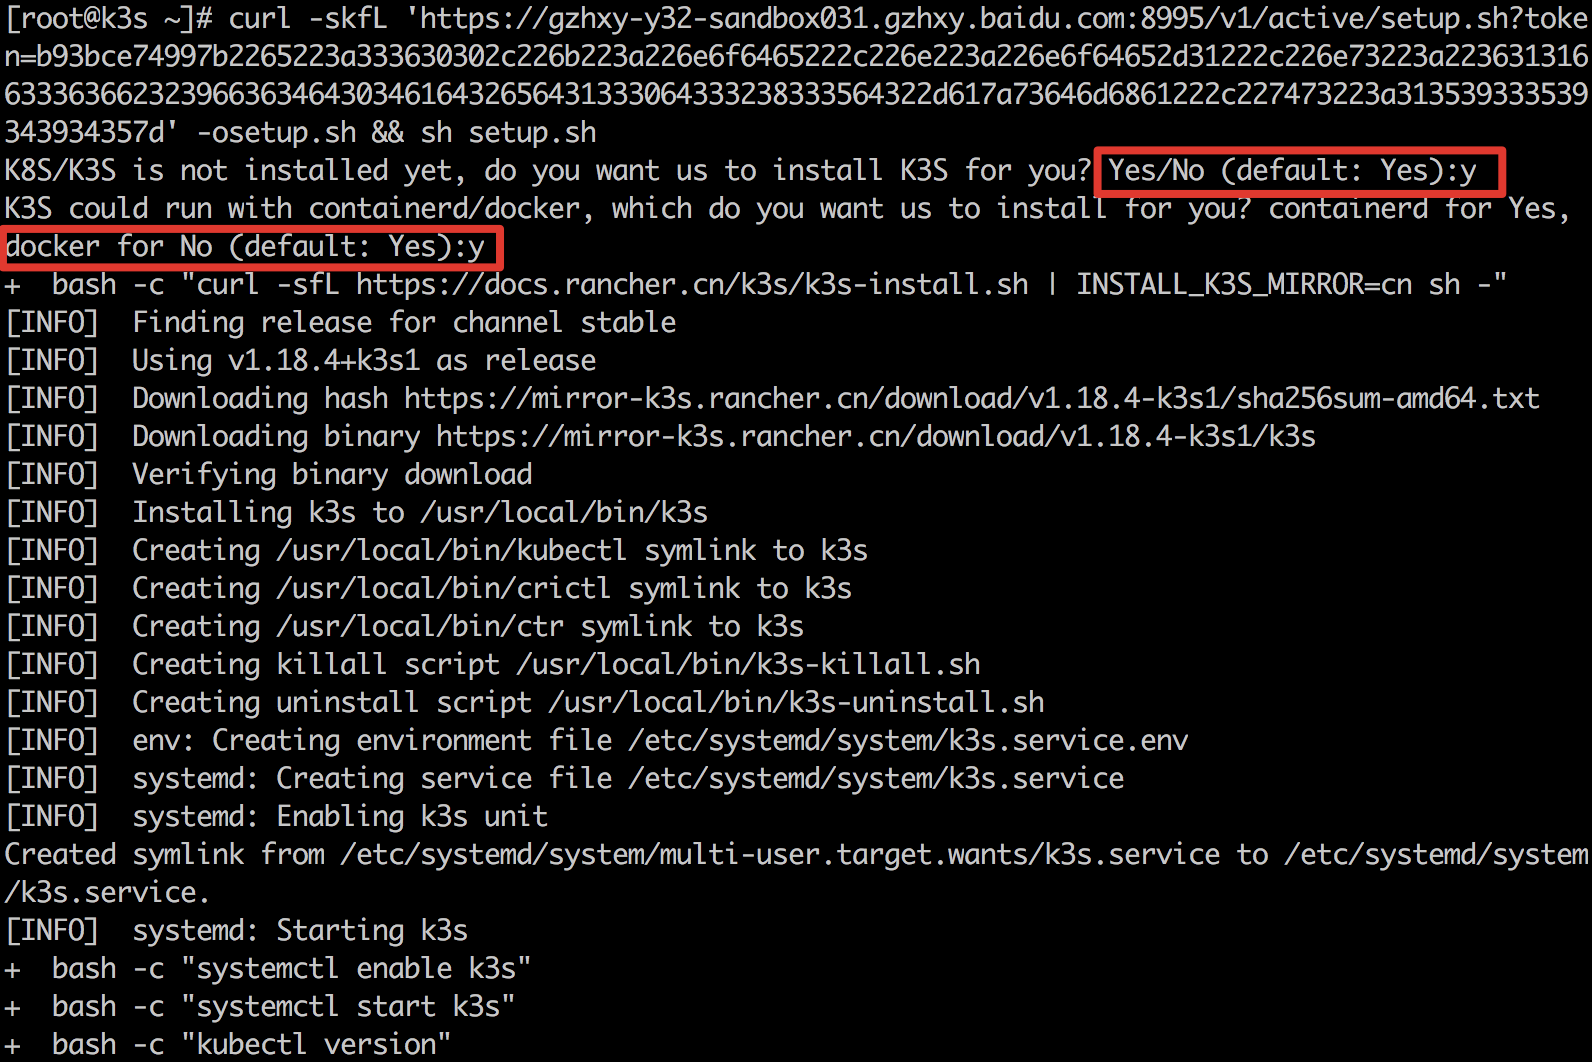 [root@k3s ~]# curl -skfL 'https://gzhxy-y32-sandbox031.gzhxy.baidu.com:8995/v1/active/setup.sh?toke
n=b93bce74997b2265223a333630302c226b223a226e6f6465222c226e223a226e6f64652d31222c226e73223a223631316
633363662323966363464303461643265643133306433323833356432 2d617a73646d6861222c227473223a313539333539
343934357d' -osetup.sh && sh setup.sh
K8S/K3S is not installed yet, do you want us to install K3S for you? Yes/No (default: Yes):y
K3S could run with containerd/docker, which do you want us to install for you? containerd for Yes,
docker for No (default: Yes):y
+  bash -c "curl -sfL https://docs.rancher.cn/k3s/k3s-install.sh | INSTALL_K3S_MIRROR=cn sh -"
[INFO]  Finding release for channel stable
[INFO]  Using v1.18.4+k3s1 as release
[INFO]  Downloading hash https://mirror-k3s.rancher.cn/download/v1.18.4-k3s1/sha256sum-amd64.txt
[INFO]  Downloading binary https://mirror-k3s.rancher.cn/download/v1.18.4-k3s1/k3s
[INFO]  Verifying binary download
[INFO]  Installing k3s to /usr/local/bin/k3s
[INFO]  Creating /usr/local/bin/kubectl symlink to k3s
[INFO]  Creating /usr/local/bin/crictl symlink to k3s
[INFO]  Creating /usr/local/bin/ctr symlink to k3s
[INFO]  Creating killall script /usr/local/bin/k3s-killall.sh
[INFO]  Creating uninstall script /usr/local/bin/k3s-uninstall.sh
[INFO]  env: Creating environment file /etc/systemd/system/k3s.service.env
[INFO]  systemd: Creating service file /etc/systemd/system/k3s.service
[INFO]  systemd: Enabling k3s unit
Created symlink from /etc/systemd/system/multi-user.target.wants/k3s.service to /etc/systemd/system
/k3s.service.
[INFO]  systemd: Starting k3s
+  bash -c "systemctl enable k3s"
+  bash -c "systemctl start k3s"
+  bash -c "kubectl version"